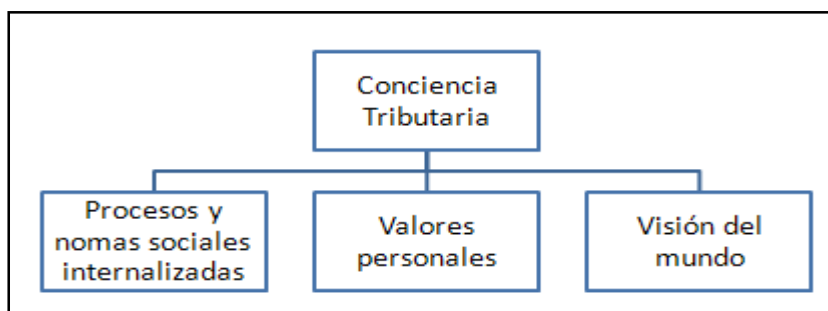 Conciencia
Tributaria
Procesos y
nomas sociales
internalizadas
Valores
personales
Visión del
mundo